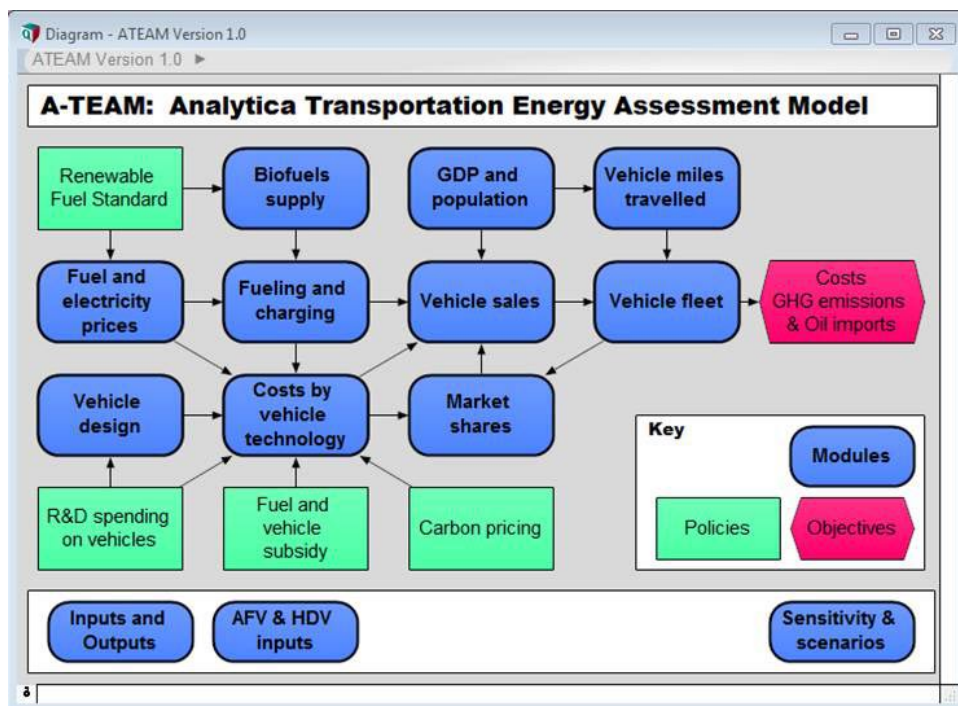 Diagram - ATEAM Version 1.0
ATEAM Version 1.0
A-TEAM: Analytica Transportation Energy Assessment Model
Renewable
Fuel Standard
Biofuels
supply
GDP and
population
Vehicle miles
travelled
Fuel and
electricity
prices
Fueling and
charging
Vehicle sales
Vehicle fleet
Costs
GHG emissions
& Oil imports
Vehicle
design
Costs by
vehicle
technology
Market
shares
R&D spending
on vehicles
Fuel and
vehicle
subsidy
Carbon pricing
Key
Modules
Policies
Objectives
Inputs and
Outputs
AFV & HDV
inputs
Sensitivity &
scenarios